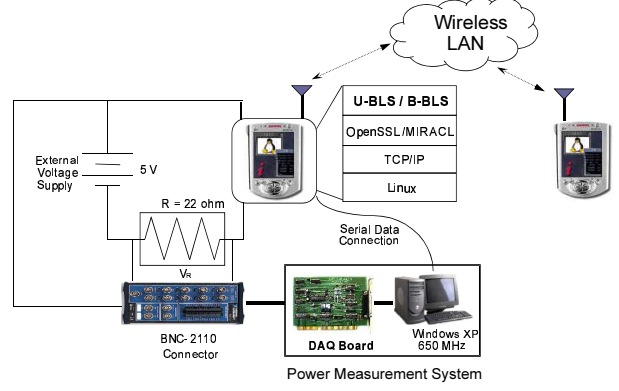 Wireless
LAN
U-BLS / B-BLS
OpenSSL/MIRACL
TCP/IP
Linux
External
Voltage
Supply
5 V
R = 22 ohm
VR
Serial Data
Connection
BNC- 2110
Connector
DAQ Board
Windows XP
650 MHz
Power Measurement System